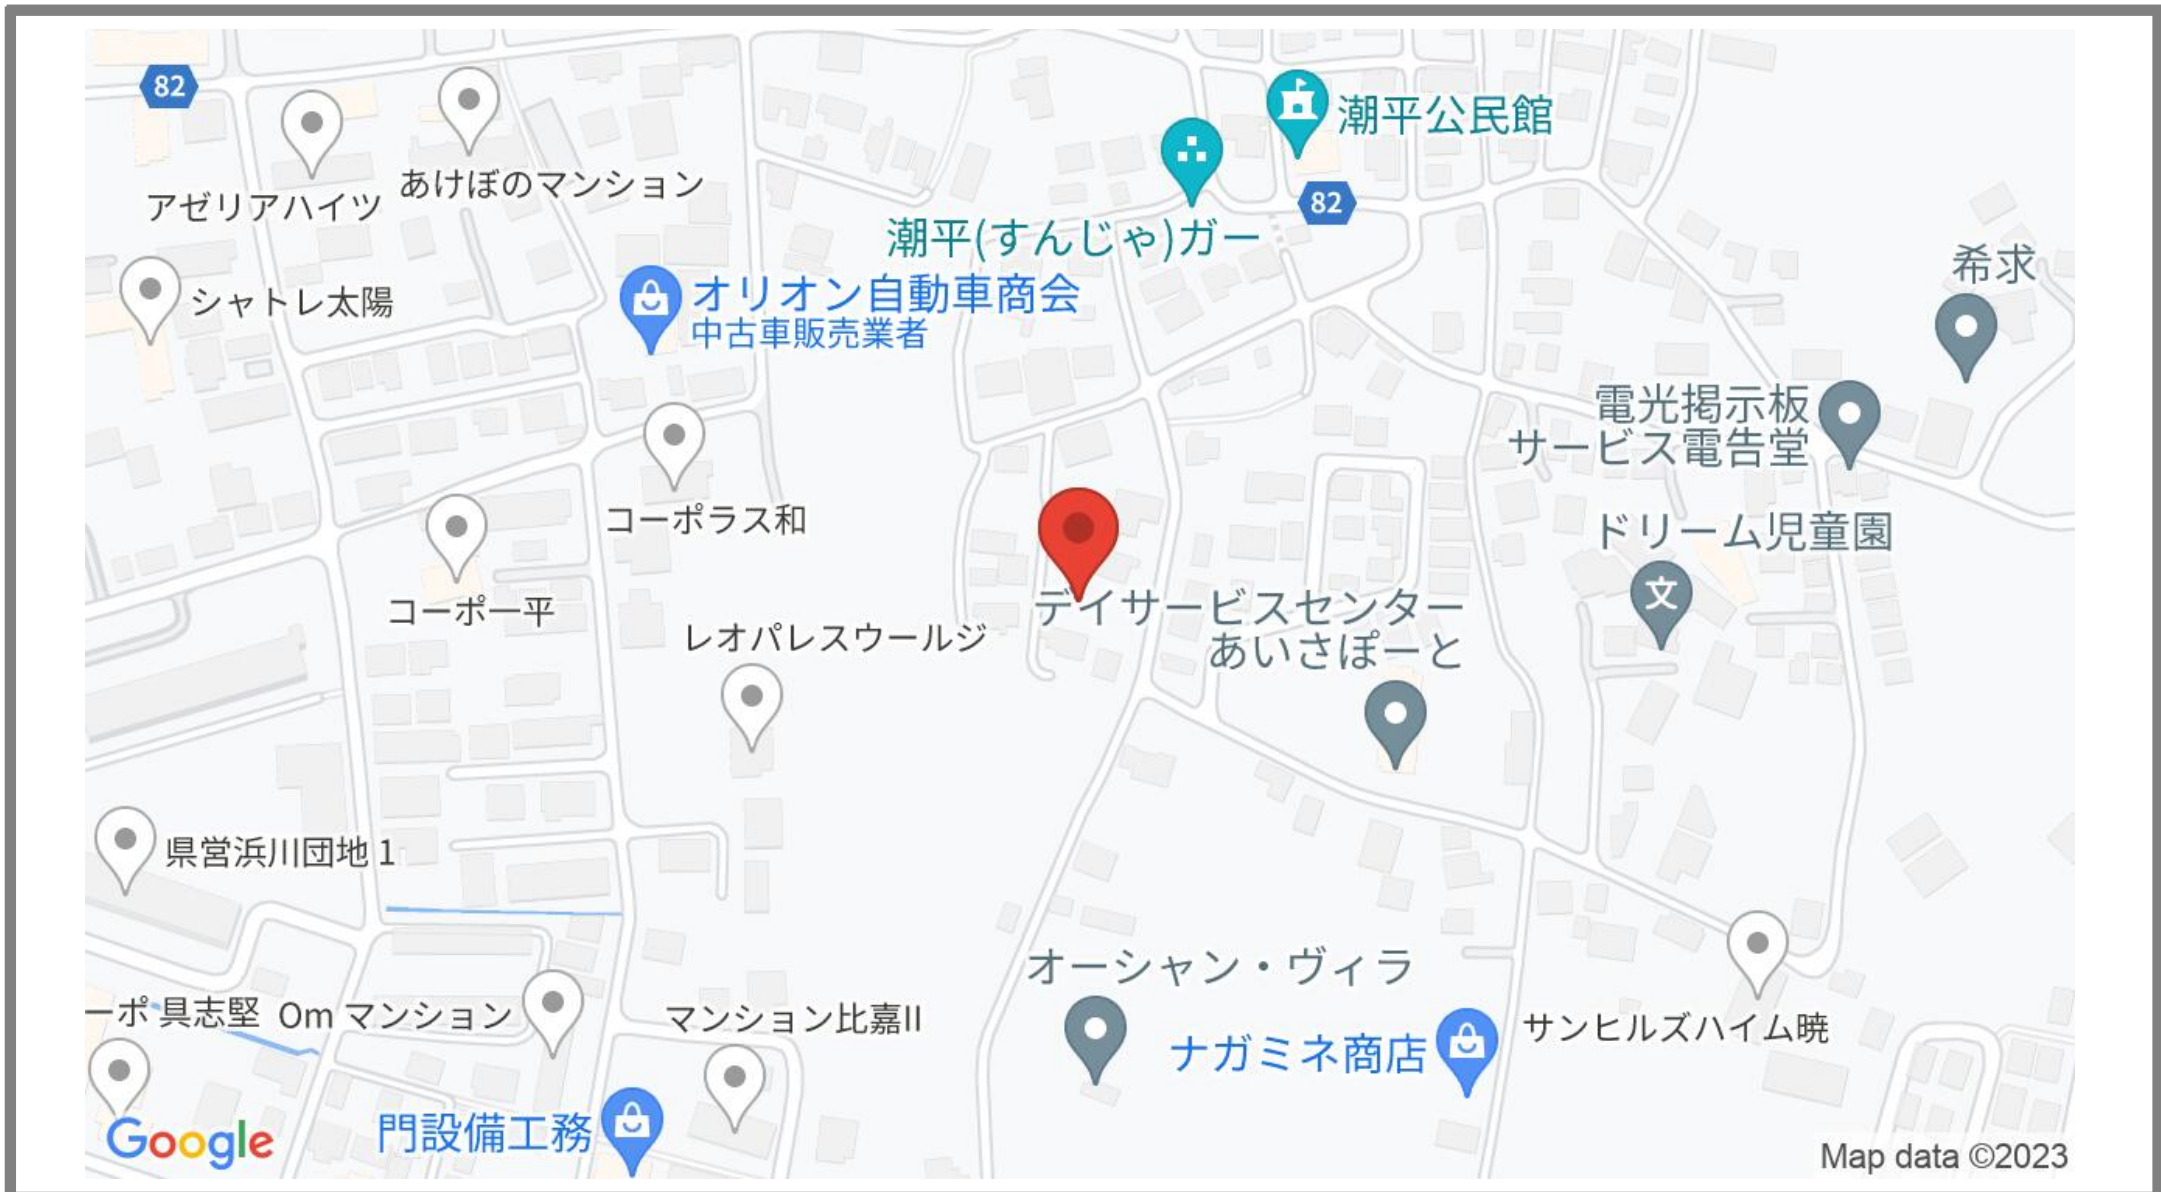 82
潮平公民館
あけぼのマンション
アゼリアハイツ
82
潮平(すんじゃ)ガー
希求
シャトレ太陽
オリオン自動車商会
中古車販売業者
電光掲示板
サービス電告堂
コーポラス和
ドリーム児童園
文
コーポ一平
デイサービスセンター
あいさぽーと
レオパレスウールジ
県営浜川団地 1
オーシャン・ヴィラ
ーポ 具志堅
Om マンション
マンション比嘉II
サンヒルズハイム暁
ナガミネ商店
門設備工務
Google
Map data ©2023